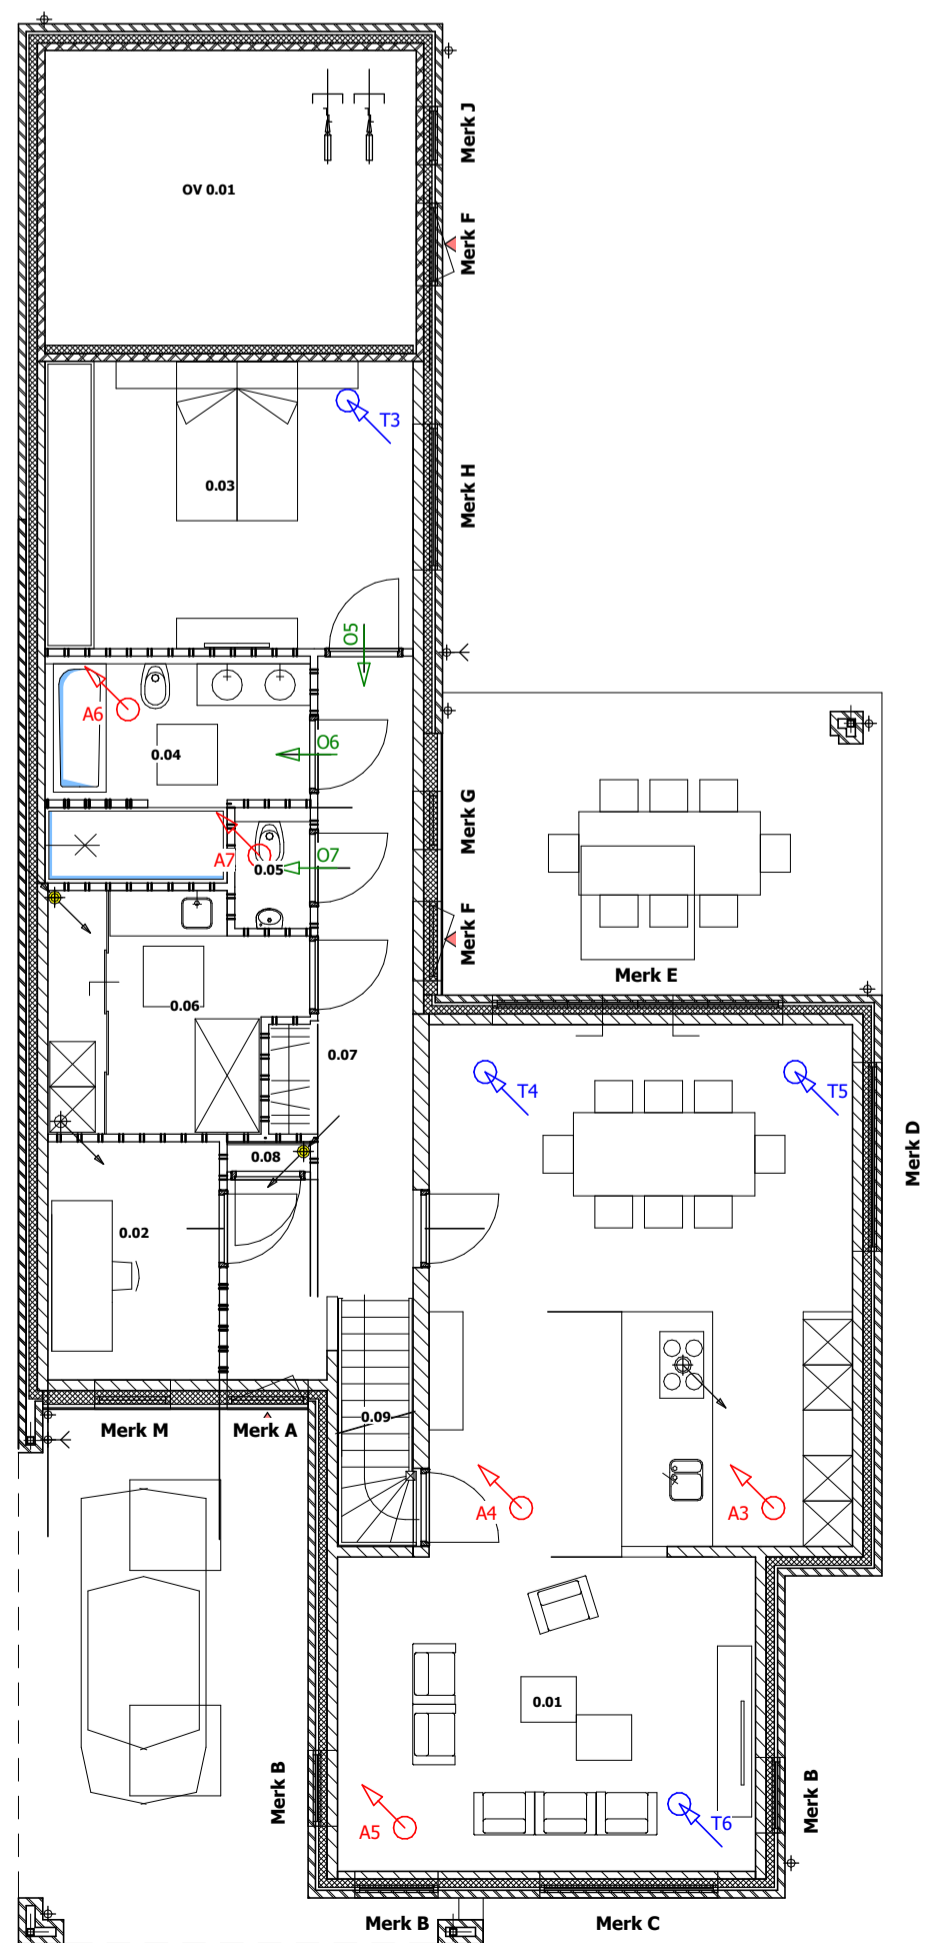 Merk J
OV 0.01
Merk F
T3
0.03
Merk H
O5
A6
O6
0.04
Merk G
A7
O7
0.05
Merk F
Merk E
0.06
0.07
T4
T5
0.08
Merk D
0.02
0.09
Merk M
Merk A
A4
A3
0.01
Merk B
Merk B
A5
T6
Merk B
Merk C